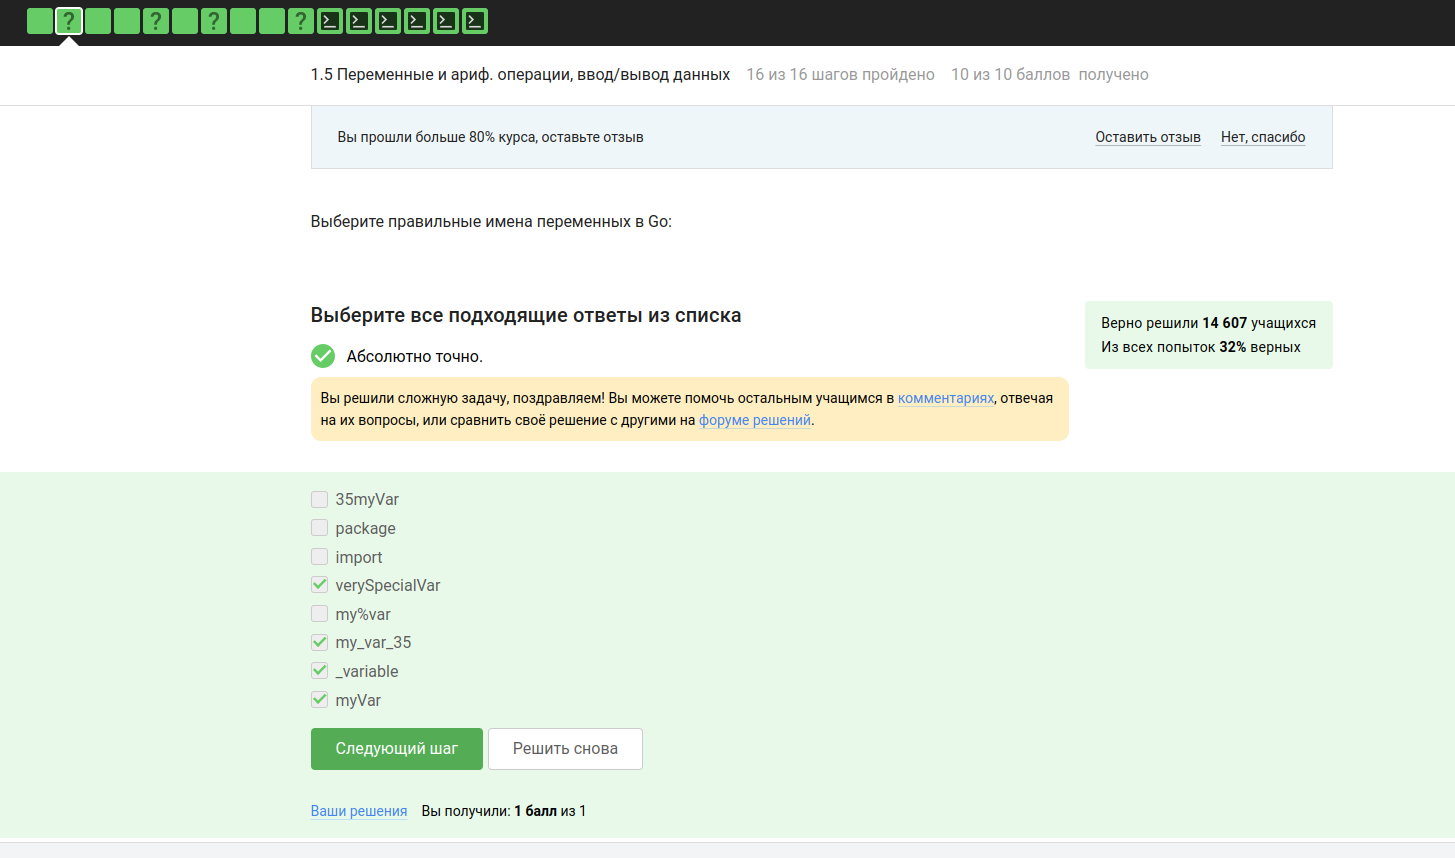 1.5 Переменные и ариф. операции, ввод/вывод данных 16 из 16 шагов пройдено 10 из 10 баллов получено
Вы прошли больше 80% курса, оставьте отзыв Оставить отзыв Нет, спасибо
Выберите правильные имена переменных в Go:
Выберите все подходящие ответы из списка
Верно решили 14 607 учащихся
Из всех попыток 32% верных
Абсолютно точно.
Вы решили сложную задачу, поздравляем! Вы можете помочь остальным учащимся в комментариях, отвечая
на их вопросы, или сравнить своё решение с другими на форуме решений.
35myVar
package
import
verySpecialVar
my%var
my_var_35
_variable
myVar
Следующий шаг Решить снова
Ваши решения Вы получили: 1 балл из 1